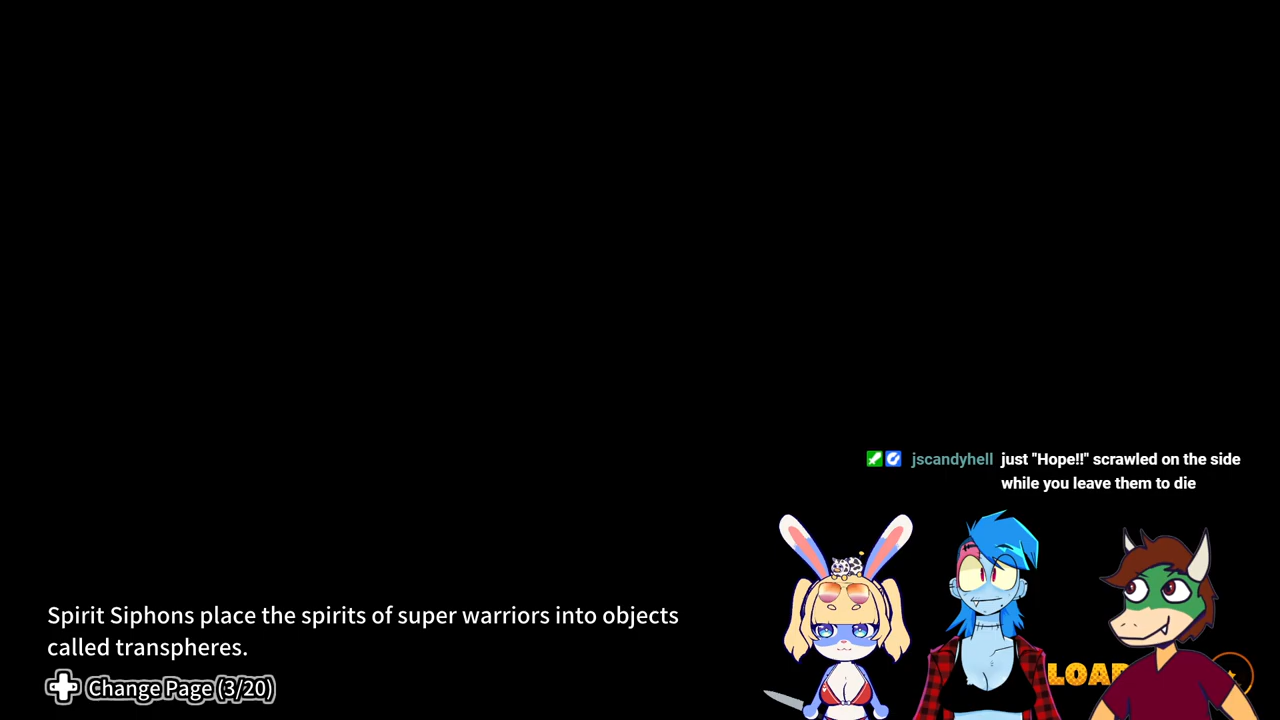 jscandyhell just "Hope!!" scrawled on the side
while you leave them to die
Spirit Siphons place the spirits of super warriors into objects
called transpheres.
Change Page (3/20)
LOAD